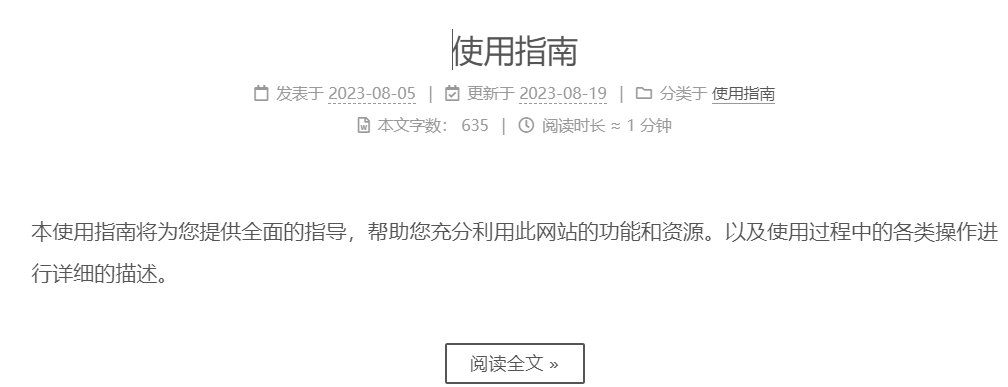 使用指南
发表于 2023-08-05 | 更新于 2023-08-19 | 分类于 使用指南
本文字数： 635 | 阅读时长 ≈ 1 分钟
本使用指南将为您提供全面的指导，帮助您充分利用此网站的功能和资源。以及使用过程中的各类操作进
行详细的描述。
阅读全文 »